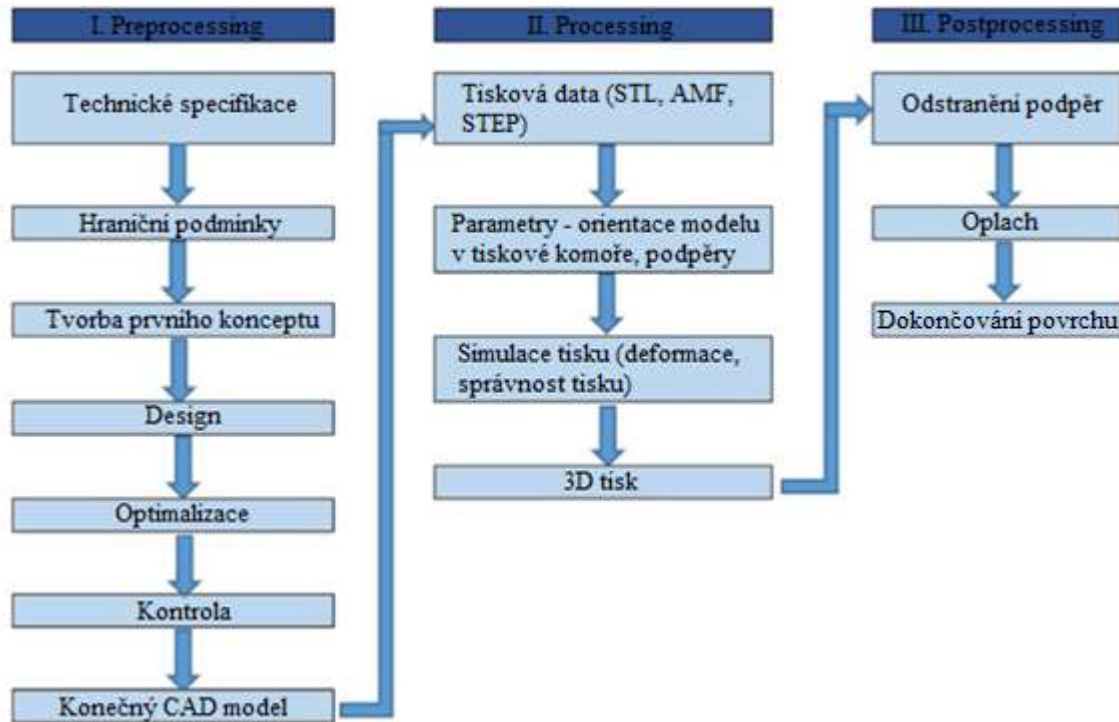 I. Preprocessing
Technické specifikace
Hraniční podmínky
Tvorba prvního konceptu
Design
Optimalizace
Kontrola
Konečný CAD model
II. Processing
Tisková data (STL, AMF,
STEP)
Parametry - orientace modelu
v tiskové komoře, podpěry
Simulace tisku (deformace,
správnost tisku)
3D tisk
III. Postprocessing
Odstranění podpěr
Oplach
Dokončování povrchu